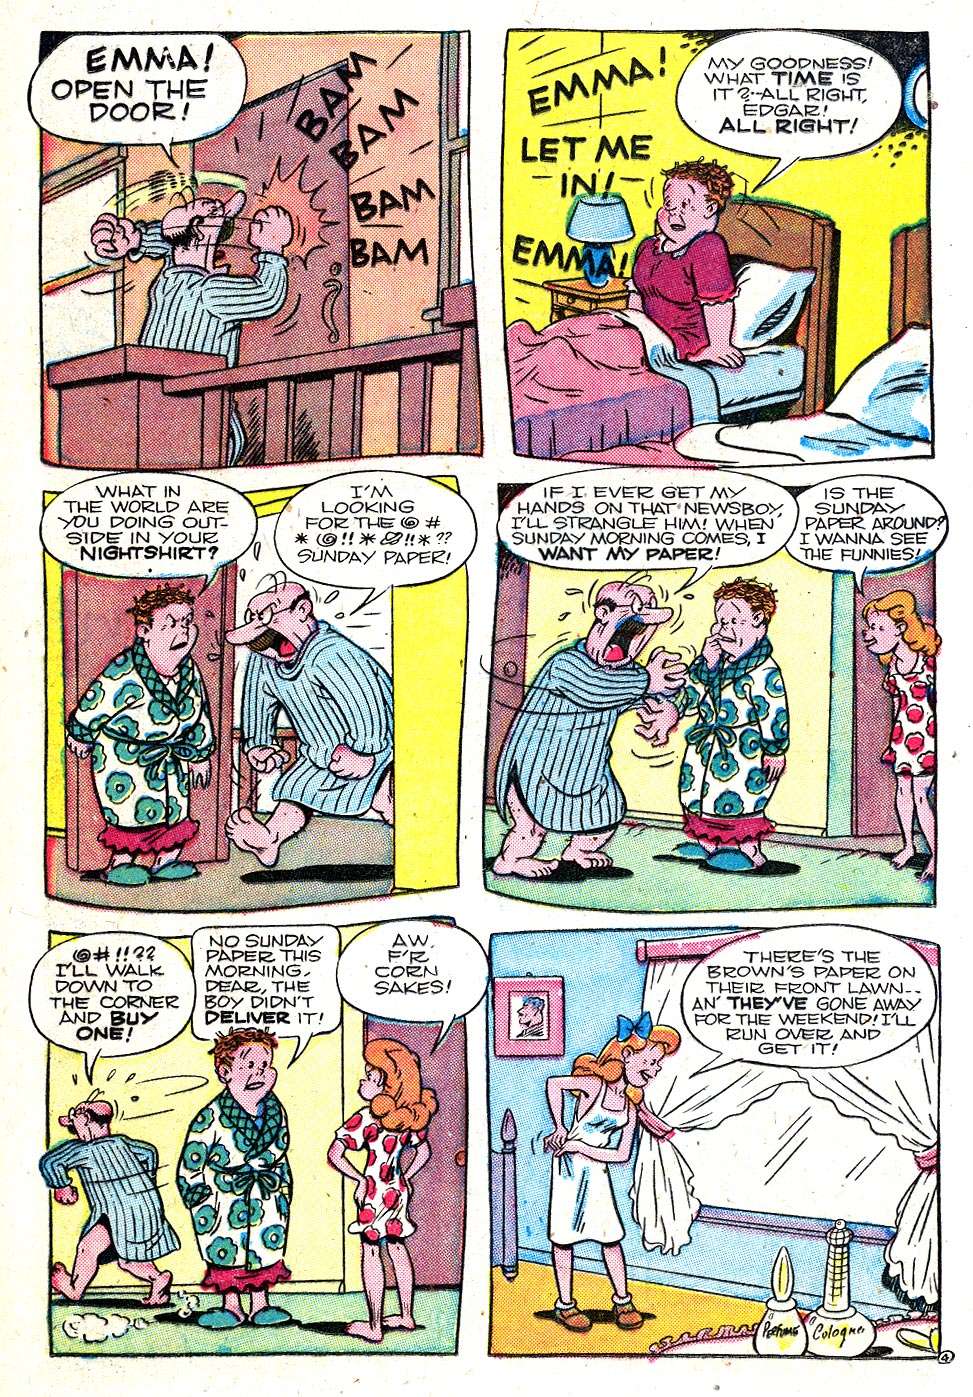 EMMA!
OPEN THE
DOOR!
BAM
BAM
BAM
BAM
EMMA!
LET ME
IN!
EMMA!
MY GOODNESS!
WHAT TIME IS
IT?--ALL RIGHT,
EDGAR!
ALL RIGHT!
WHAT IN
THE WORLD ARE
YOU DOING OUT-
SIDE IN YOUR
NIGHTSHIRT?
I'M
LOOKING
FOR THE @#
*@!!*@!!*??
SUNDAY PAPER!
IF I EVER GET MY
HANDS ON THAT NEWSBOY,
I'LL STRANGLE HIM! WHEN
SUNDAY MORNING COMES, I
WANT MY PAPER!
IS THE
SUNDAY
PAPER AROUND?
I WANNA SEE
THE FUNNIES!
@#!!??
I'LL WALK
DOWN TO
THE CORNER
AND BUY
ONE!
NO SUNDAY
PAPER THIS
MORNING,
DEAR, THE
BOY DIDN'T
DELIVER IT!
AW,
F'R
CORN
SAKES!
THERE'S THE
BROWN'S PAPER ON
THEIR FRONT LAWN--
AN' THEY'VE GONE AWAY
FOR THE WEEKEND! I'LL
RUN OVER AND
GET IT!
Perfume
Cologne
4